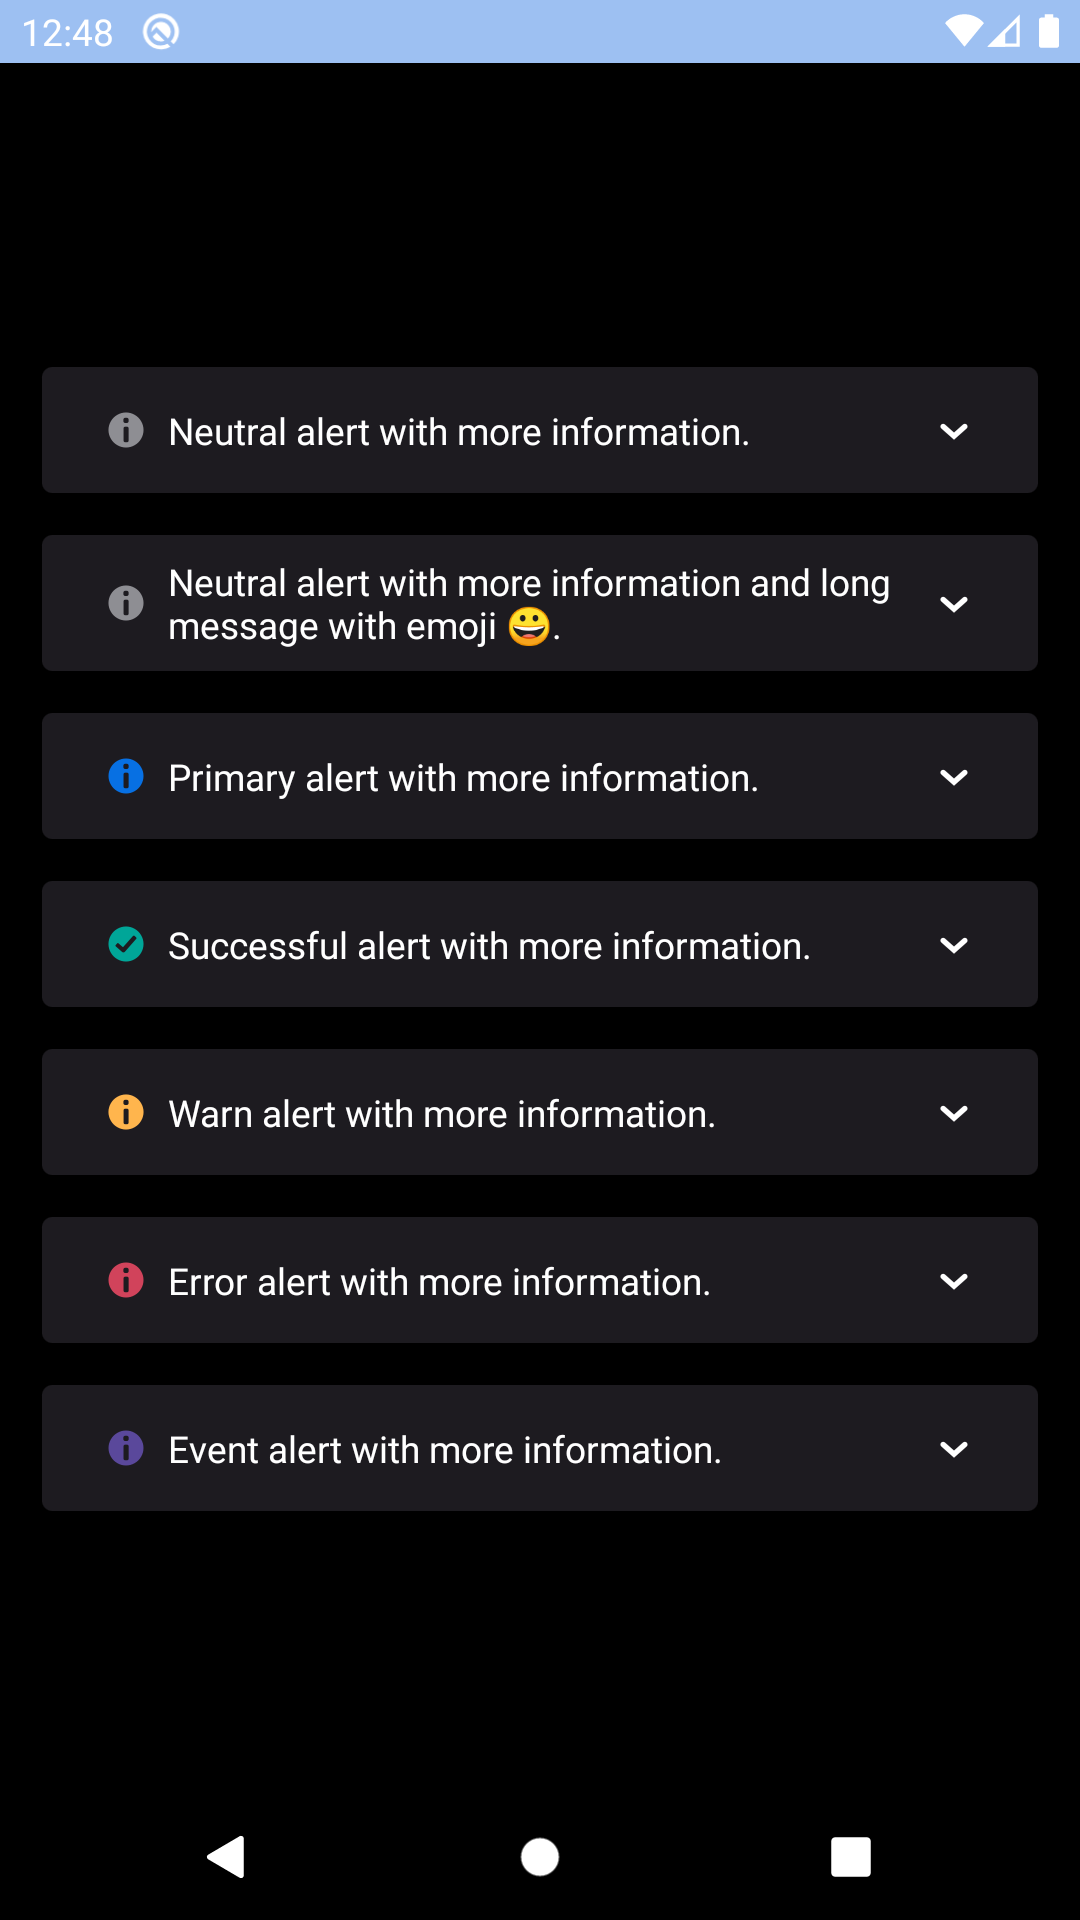 12:48
Neutral alert with more information.
Neutral alert with more information and long
message with emoji 😀.
Primary alert with more information.
Successful alert with more information.
Warn alert with more information.
Error alert with more information.
Event alert with more information.